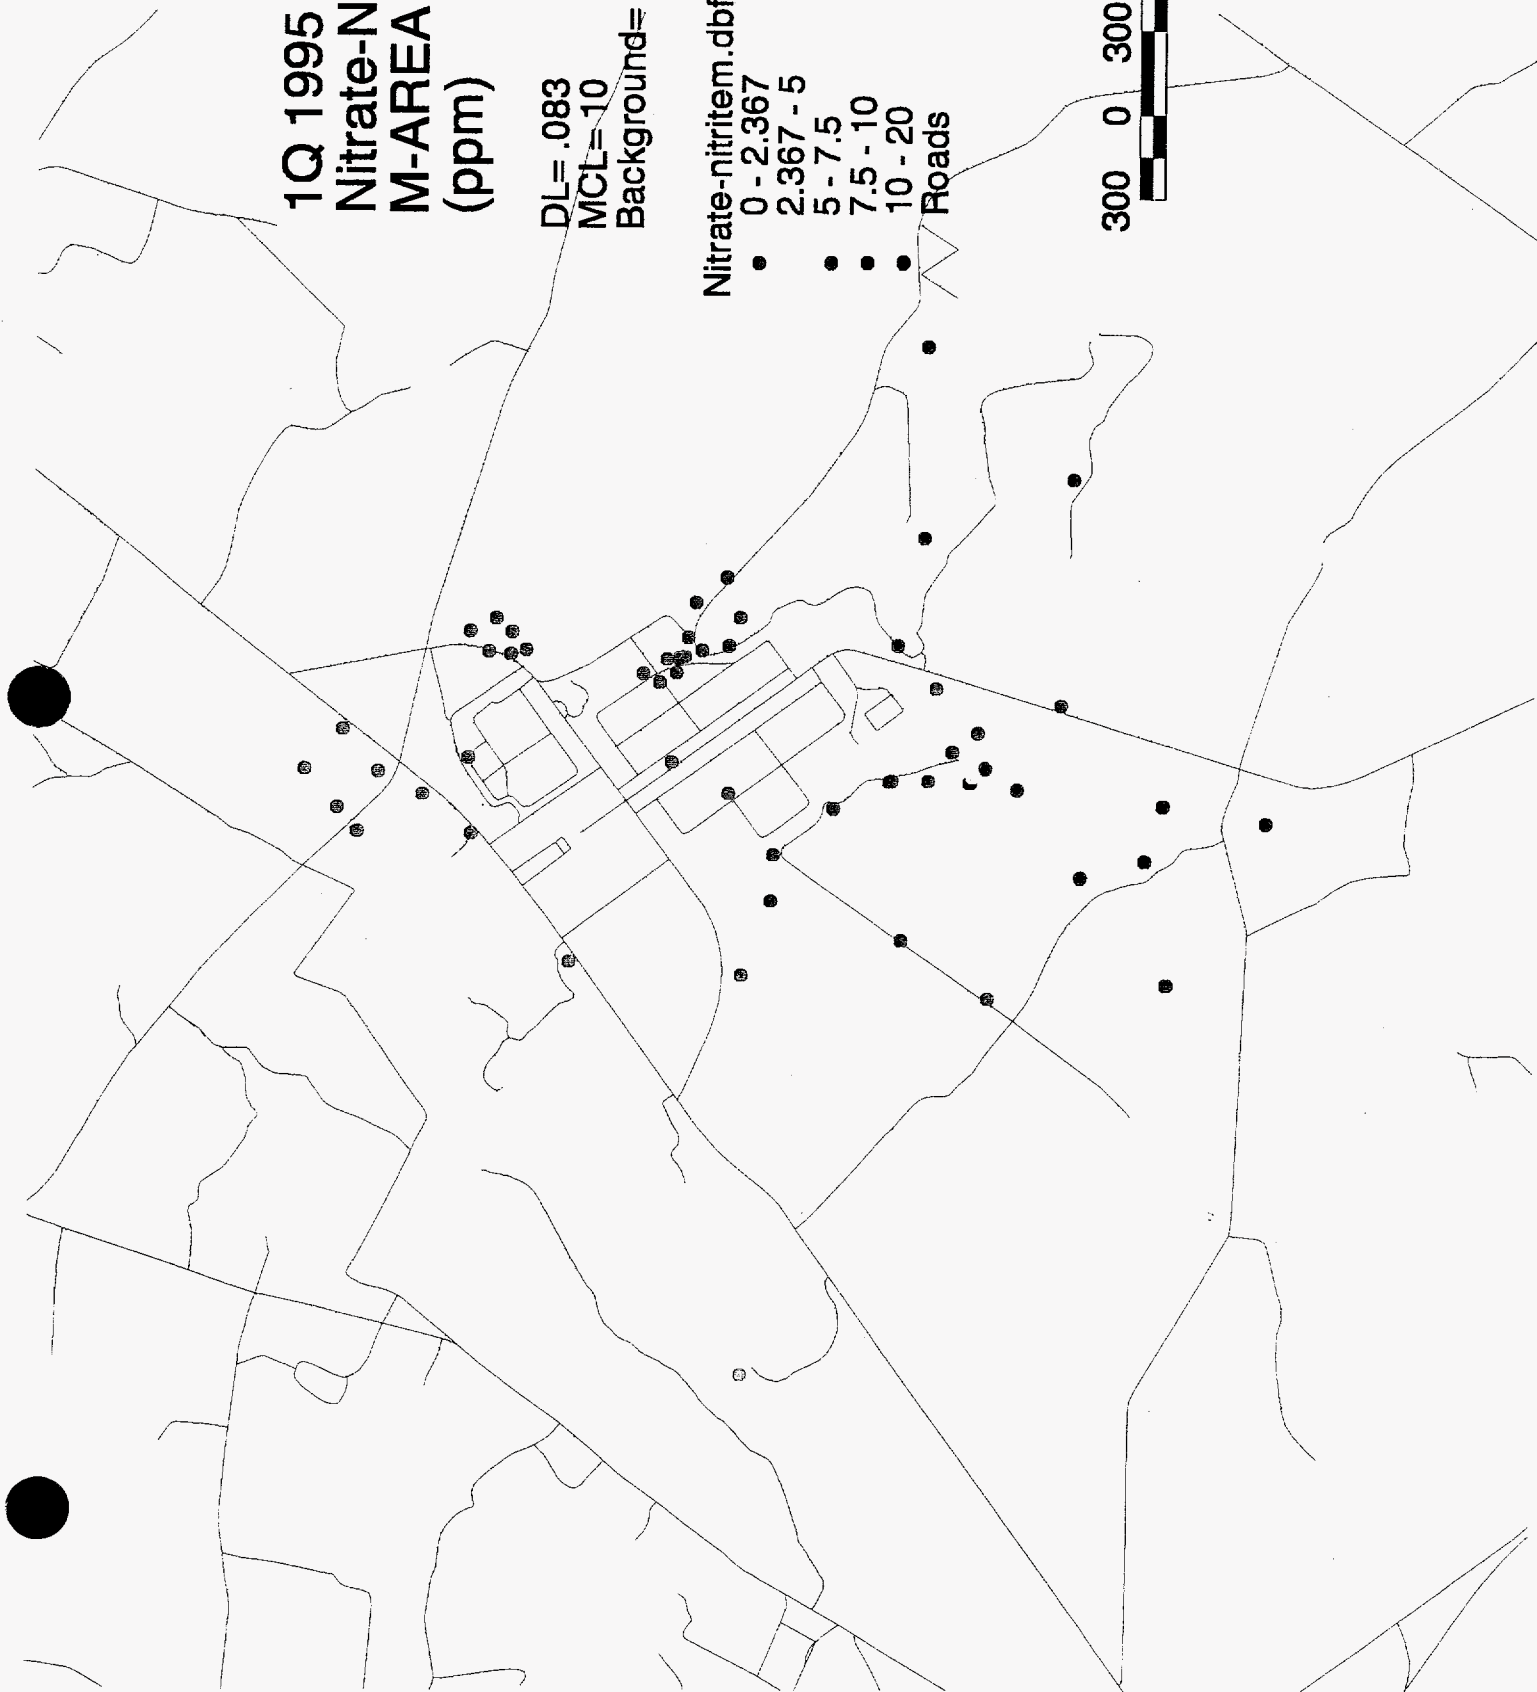 1Q 1995
Nitrate-N
M-AREA
(ppm)
DL= .083
MCL= 10
Background=
Nitrate-nitritem.dbf
0 - 2.367
2.367 - 5
5 - 7.5
7.5 - 10
10 - 20
Roads
300 0 300